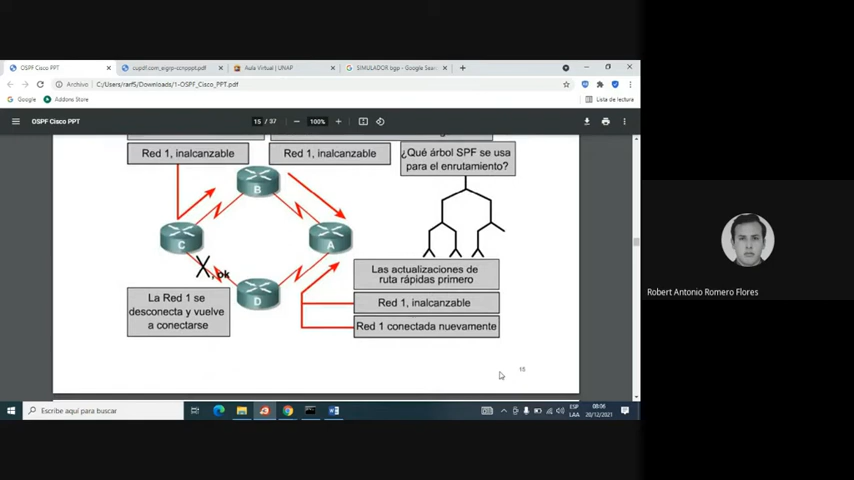 OSPF Cisco PPT
cupdf.com_eigrp-ccnpppt.pdf
Aula Virtual | UNAP
SIMULADOR bgp - Google Sea
Archivo
C:/Users/rarf5/Downloads/1-OSPF_Cisco_PPT.pdf
Google
Addons Store
Lista de lectura
OSPF Cisco PPT
15 / 37
100%
Red 1, inalcanzable
Red 1, inalcanzable
¿Qué árbol SPF se usa
para el enrutamiento?
B
C
A
X, ok
D
Las actualizaciones de
ruta rápidas primero
La Red 1 se
desconecta y vuelve
a conectarse
Red 1, inalcanzable
Red 1 conectada nuevamente
15
Robert Antonio Romero Flores
Escribe aquí para buscar
ESP
LAA
08:06
20/12/2021